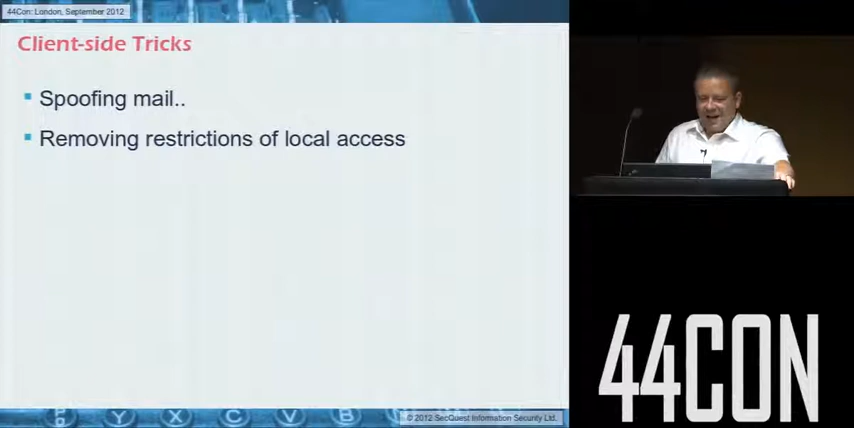 44Con: London, September 2012
Client-side Tricks
Spoofing mail..
Removing restrictions of local access
Y X C V B
© 2012 SecQuest Information Security Ltd.
44CON